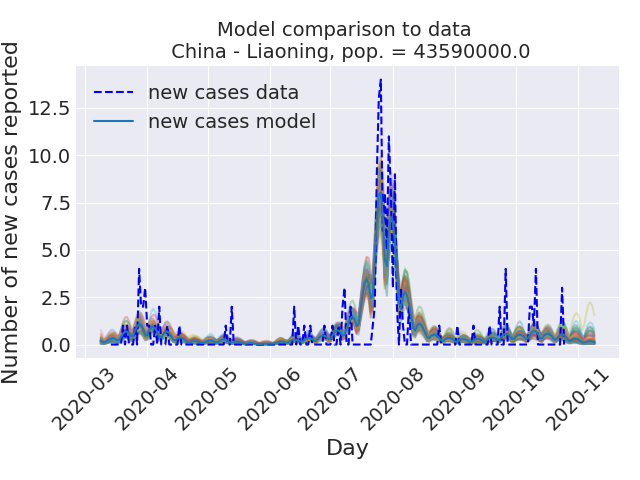 Model comparison to data
China - Liaoning, pop. = 43590000.0
Number of new cases reported
12.5
10.0
7.5
5.0
2.5
0.0
new cases data
new cases model
2020-03
2020-04
2020-05
2020-06
2020-07
2020-08
2020-09
2020-10
2020-11
Day